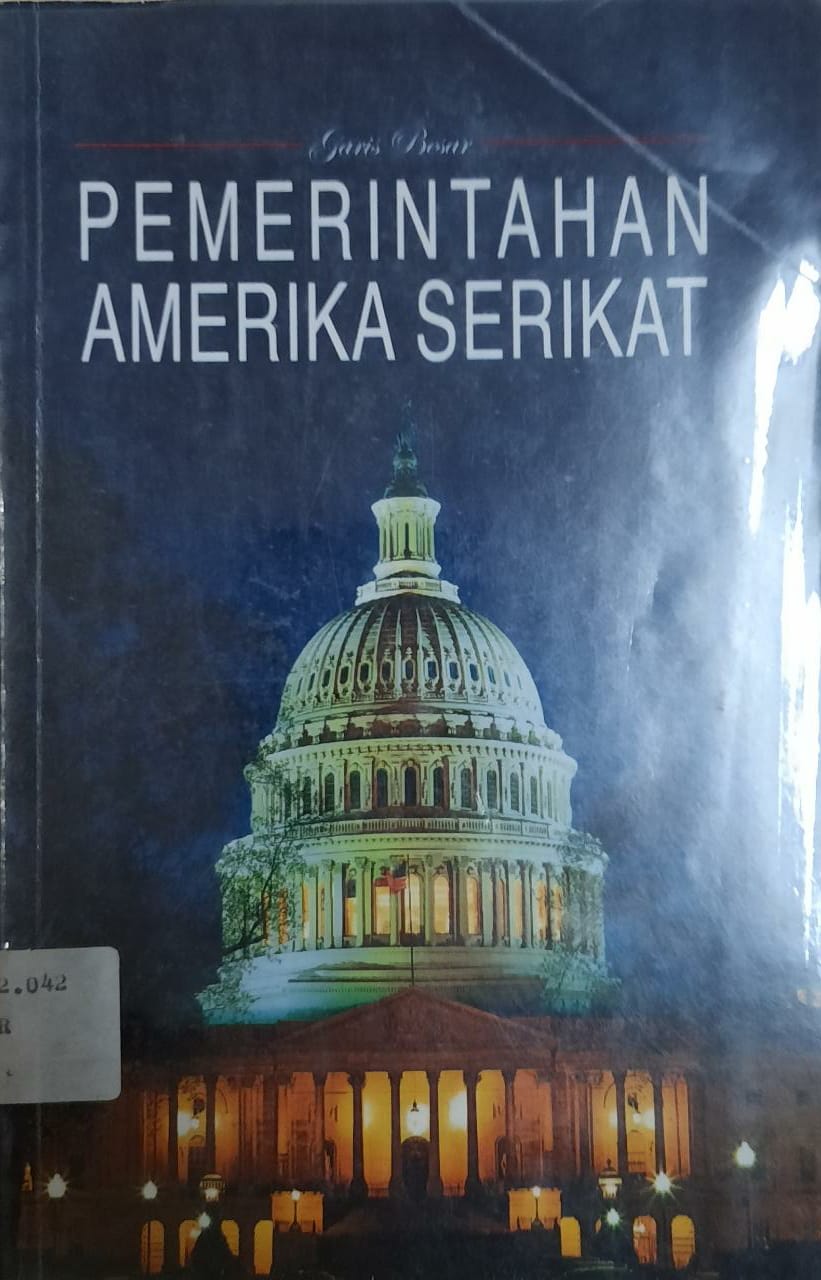 Garis Besar
PEMERINTAHAN
AMERIKA SERIKAT
2.042
R